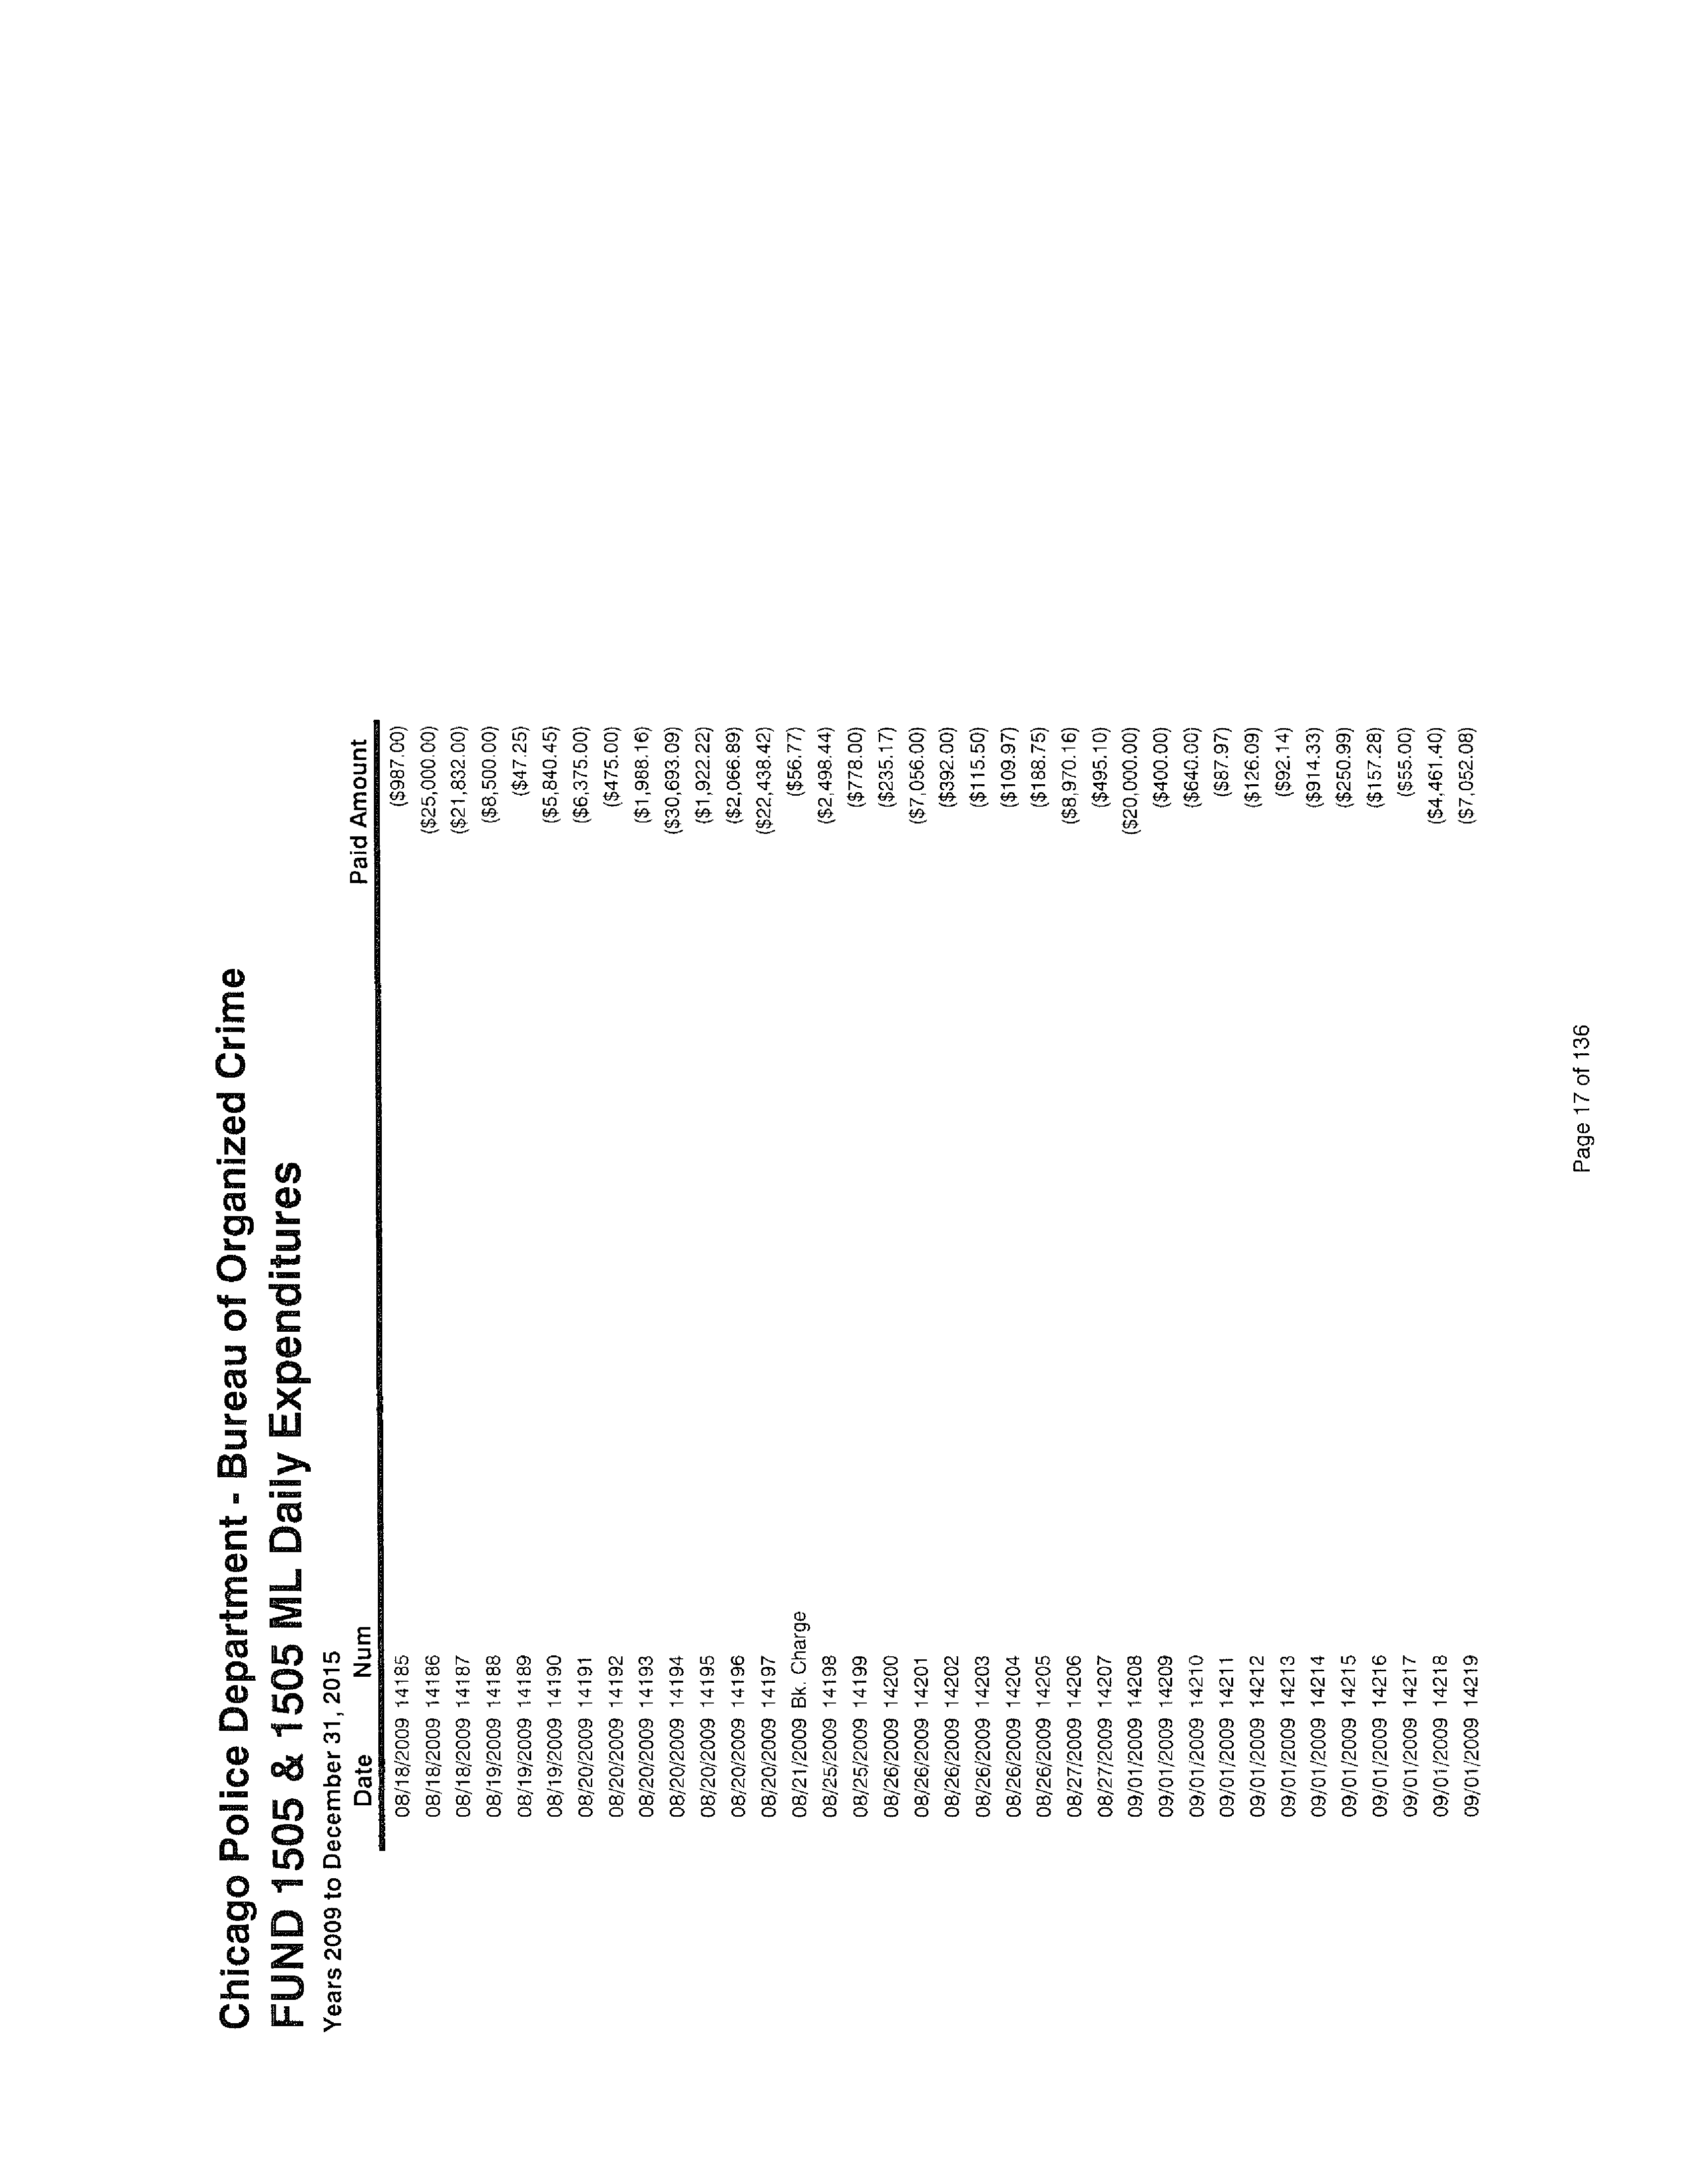 Chicago Police Department - Bureau of Organized Crime
FUND 1505 & 1505 ML Daily Expenditures
Years 2009 to December 31, 2015
Date Num Paid Amount
08/18/2009 14185 ($987.00)
08/18/2009 14186 ($25,000.00)
08/18/2009 14187 ($21,832.00)
08/19/2009 14188 ($8,500.00)
08/19/2009 14189 ($47.25)
08/19/2009 14190 ($5,840.45)
08/20/2009 14191 ($6,375.00)
08/20/2009 14192 ($475.00)
08/20/2009 14193 ($1,988.16)
08/20/2009 14194 ($30,693.09)
08/20/2009 14195 ($1,922.22)
08/20/2009 14196 ($2,066.89)
08/20/2009 14197 ($22,438.42)
08/21/2009 Bk. Charge ($56.77)
08/25/2009 14198 ($2,498.44)
08/25/2009 14199 ($778.00)
08/26/2009 14200 ($235.17)
08/26/2009 14201 ($7,056.00)
08/26/2009 14202 ($392.00)
08/26/2009 14203 ($115.50)
08/26/2009 14204 ($109.97)
08/26/2009 14205 ($188.75)
08/27/2009 14206 ($8,970.16)
08/27/2009 14207 ($495.10)
09/01/2009 14208 ($20,000.00)
09/01/2009 14209 ($400.00)
09/01/2009 14210 ($640.00)
09/01/2009 14211 ($87.97)
09/01/2009 14212 ($126.09)
09/01/2009 14213 ($92.14)
09/01/2009 14214 ($914.33)
09/01/2009 14215 ($250.99)
09/01/2009 14216 ($157.28)
09/01/2009 14217 ($55.00)
09/01/2009 14218 ($4,461.40)
09/01/2009 14219 ($7,052.08)
Page 17 of 136